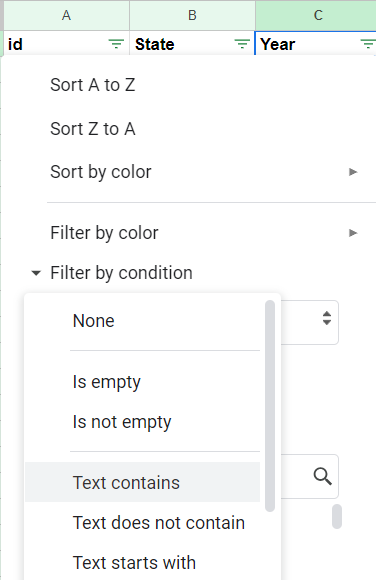 A B C
id State Year
Sort A to Z
Sort Z to A
Sort by color
Filter by color
Filter by condition
None
Is empty
Is not empty
Text contains
Text does not contain
Text starts with